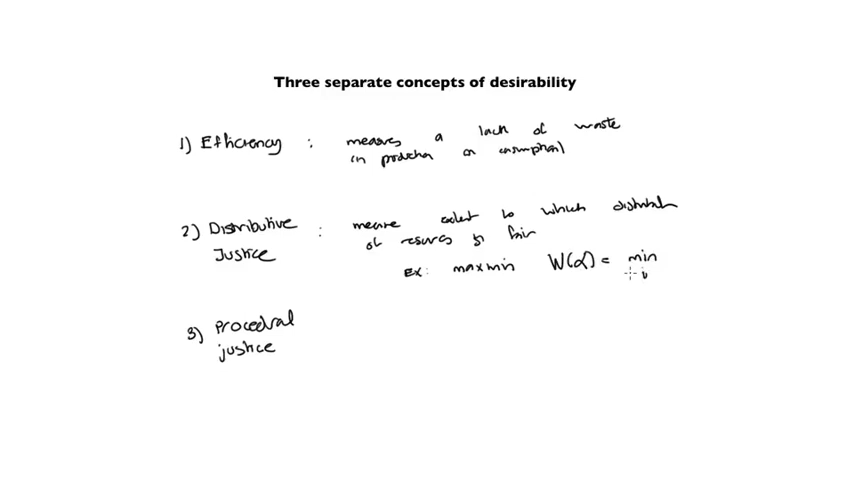 Three separate concepts of desirability
1) Efficiency : measures a lack of waste
in production or consumption
2) Distributive Justice : measure extent to which distribution
of resources is fair
Ex: maxmin W(α) = min
i
3) Procedral
justice